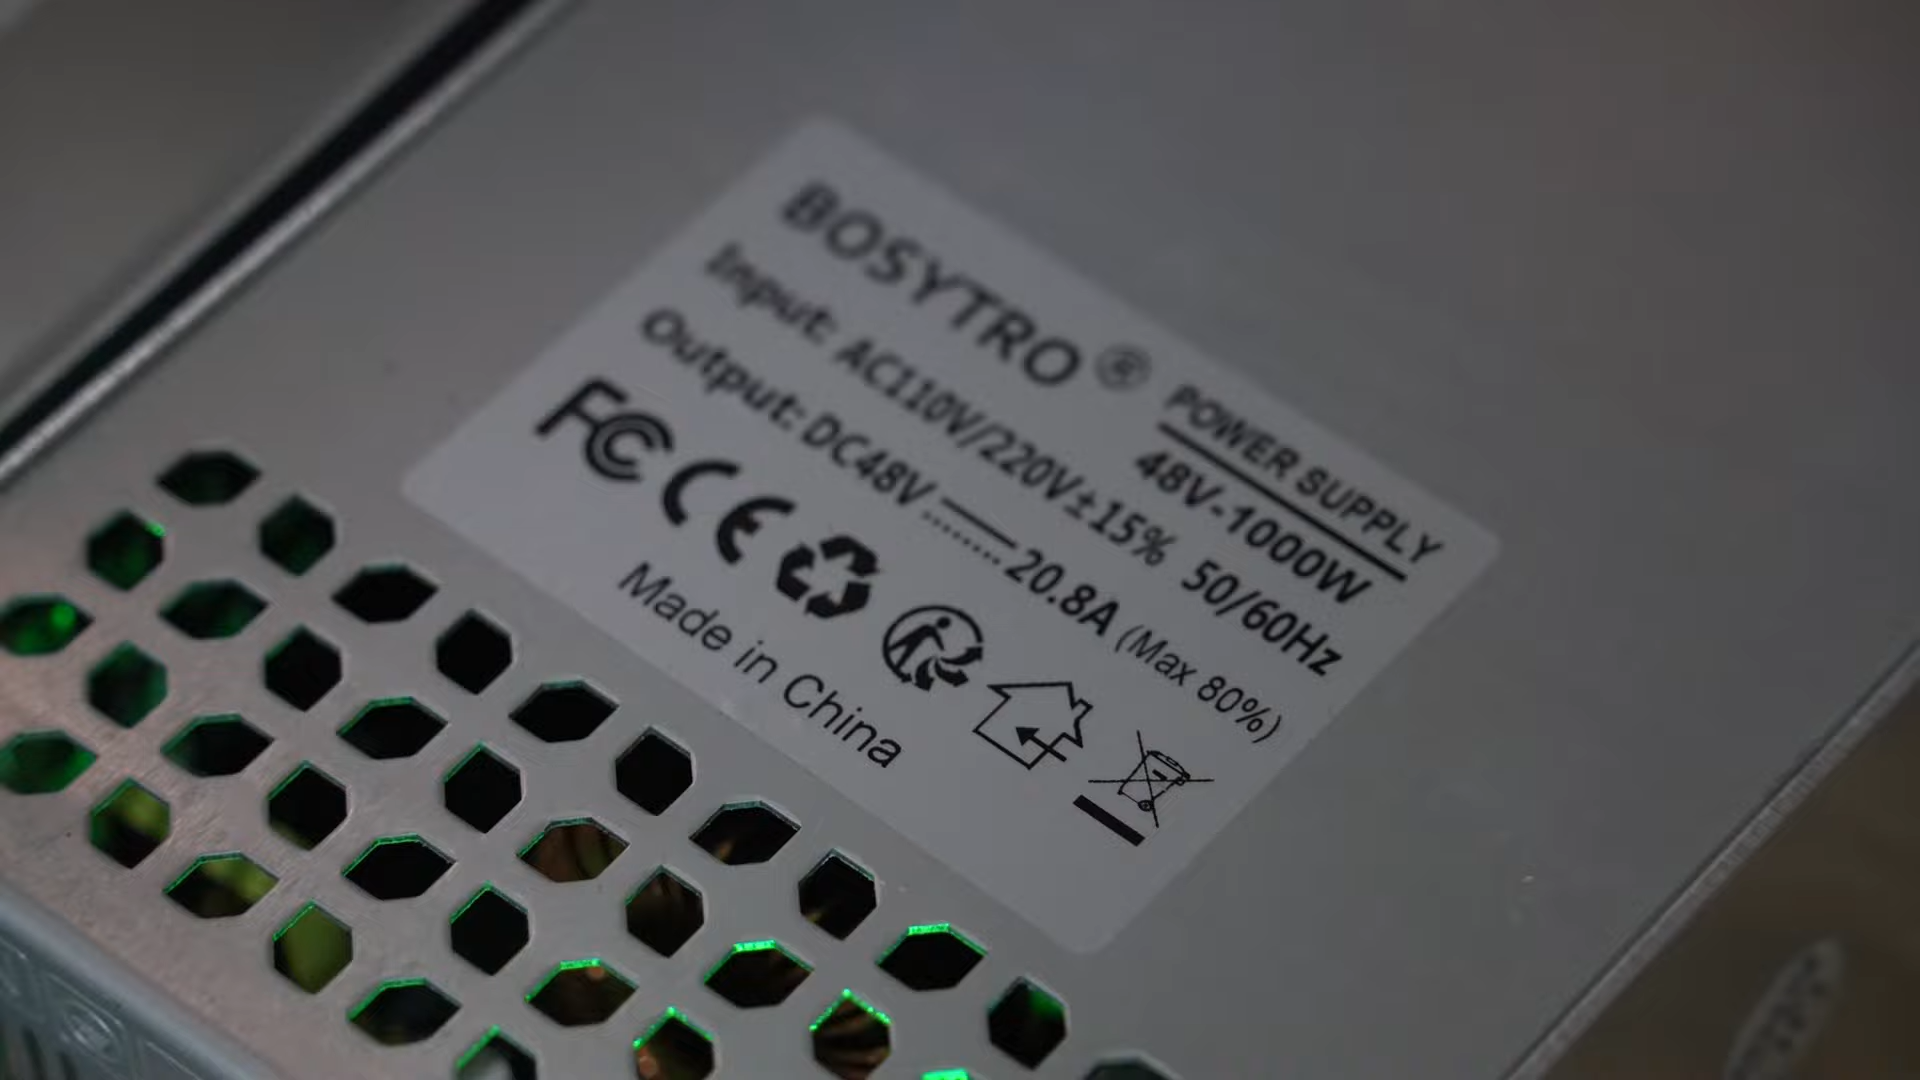 BOSYTRO ® POWER SUPPLY
48V-1000W
Input: AC110V/220V±15% 50/60Hz
Output: DC48V 20.8A (Max 80%)
FC CE
Made in China